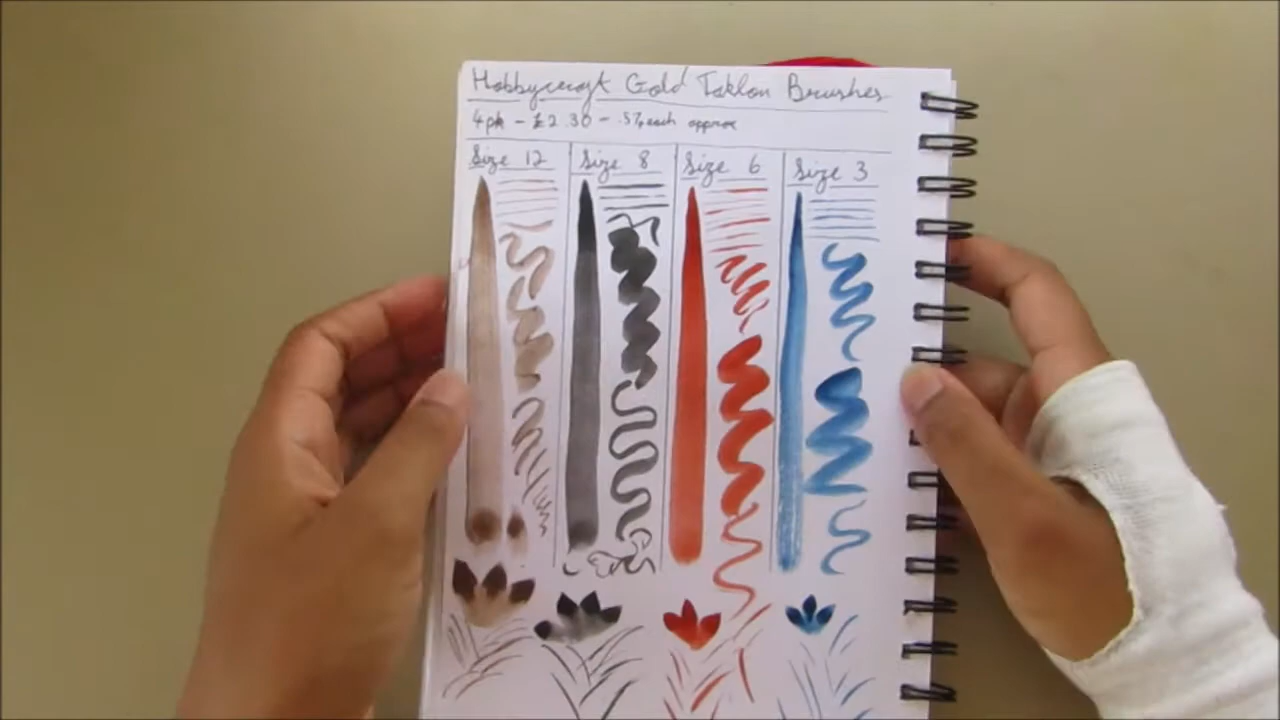 Hobbycraft Gold Taklon Brushes
4pk - £2.30 - .57p each approx
Size 12 Size 8 Size 6 Size 3